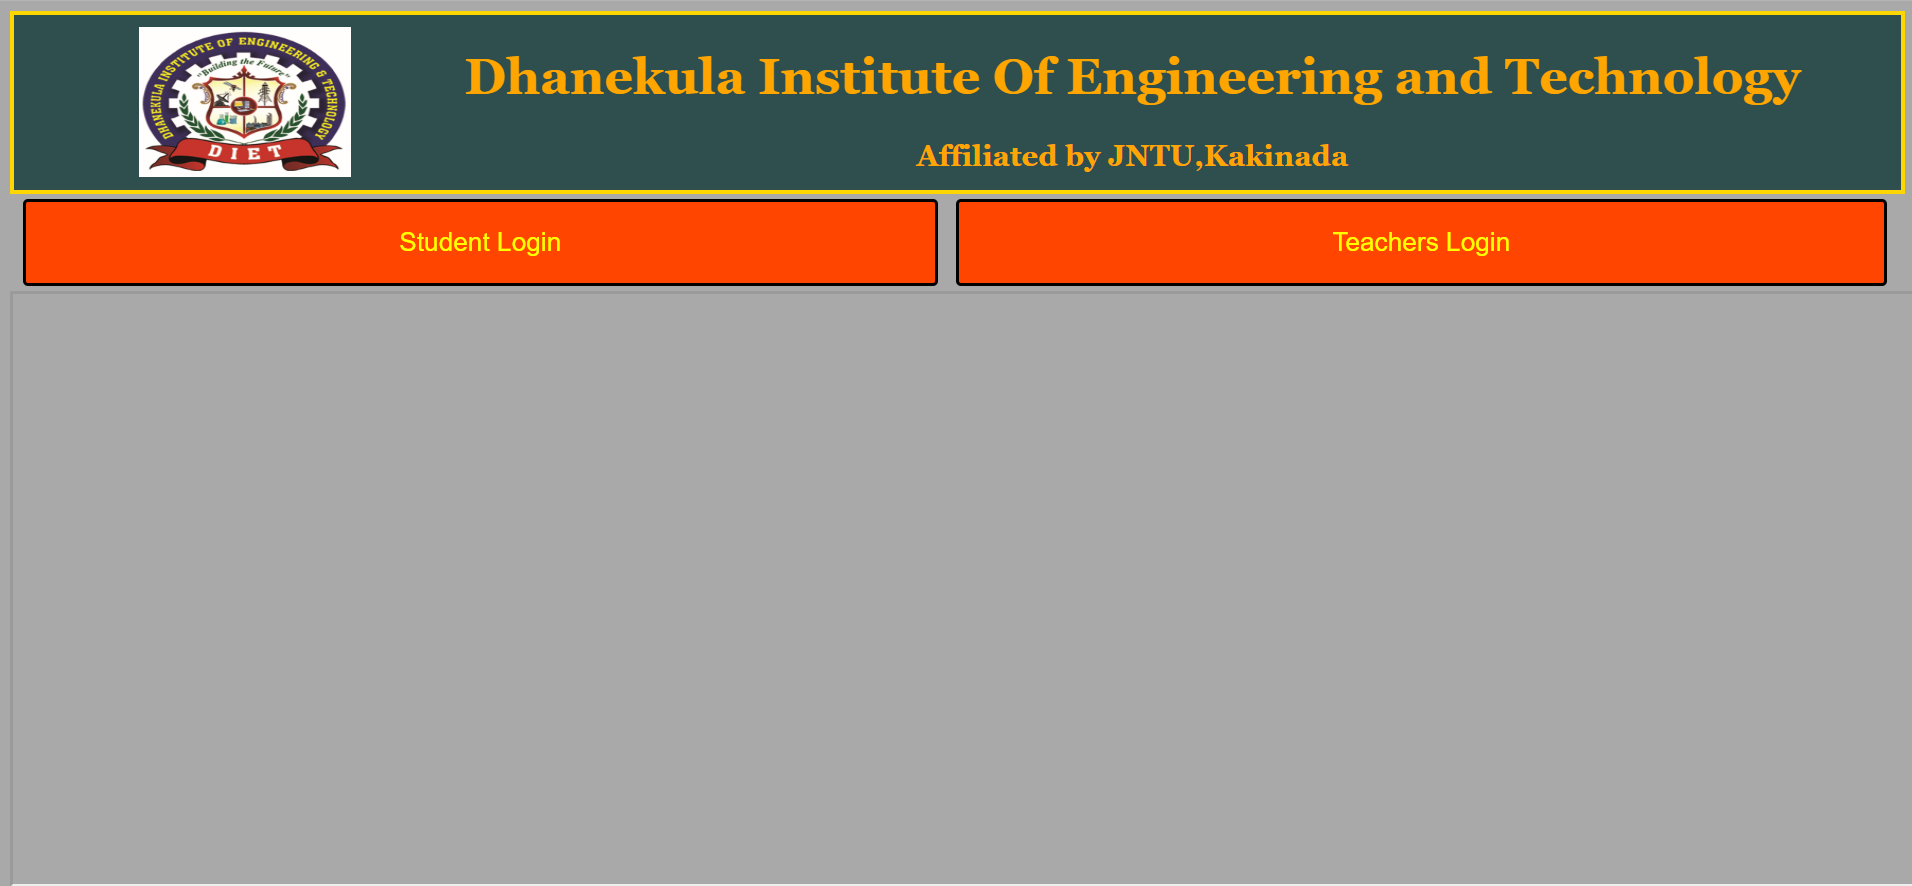 DHANEKULA INSTITUTE OF ENGINEERING & TECHNOLOGY
"Building the Future"
DIET
Dhanekula Institute Of Engineering and Technology
Affiliated by JNTU,Kakinada
Student Login
Teachers Login